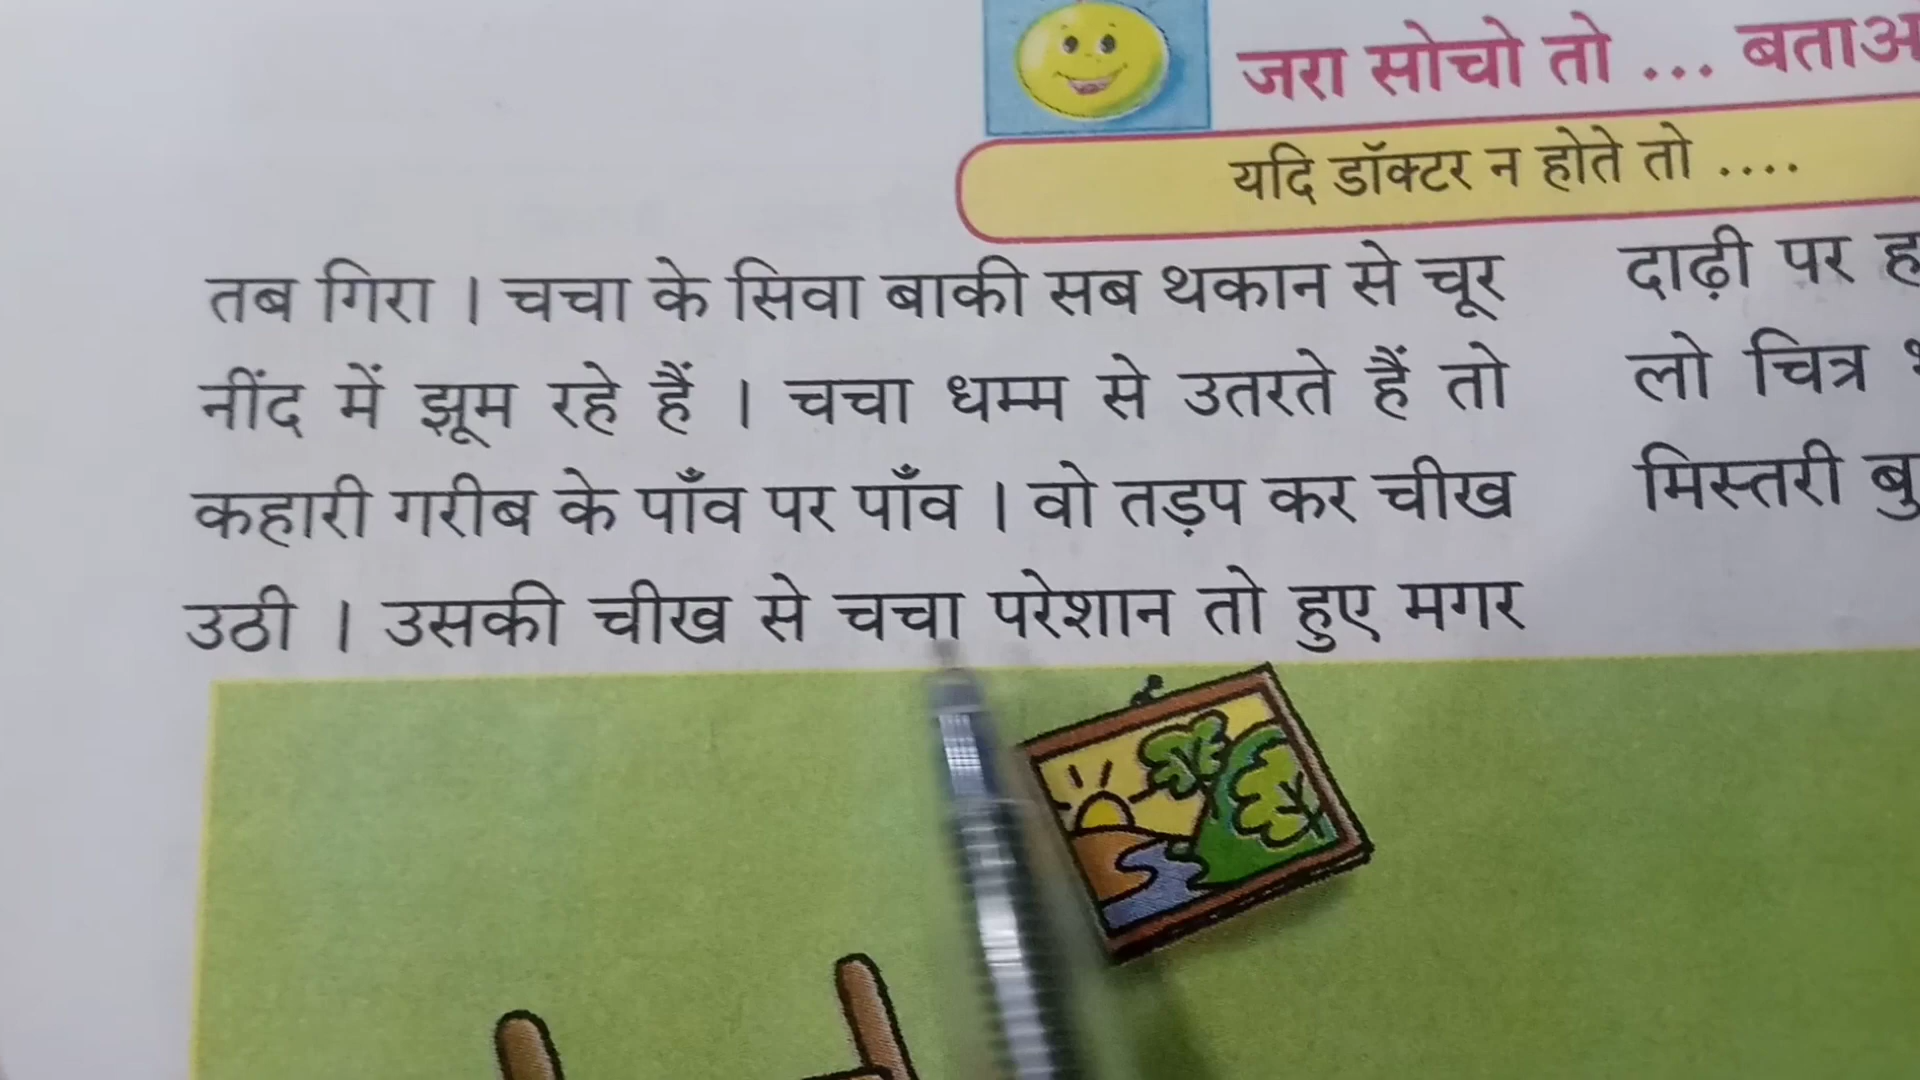 जरा सोचो तो ...
यदि डॉक्टर न होते तो ....
तब गिरा । चचा के सिवा बाकी सब थकान से चूर
नींद में झूम रहे हैं । चचा धम्म से उतरते हैं तो
कहारी गरीब के पाँव पर पाँव । वो तड़प कर चीख
उठी । उसकी चीख से चचा परेशान तो हुए मगर
दाढ़ी पर
लो चित्र
मिस्तरी